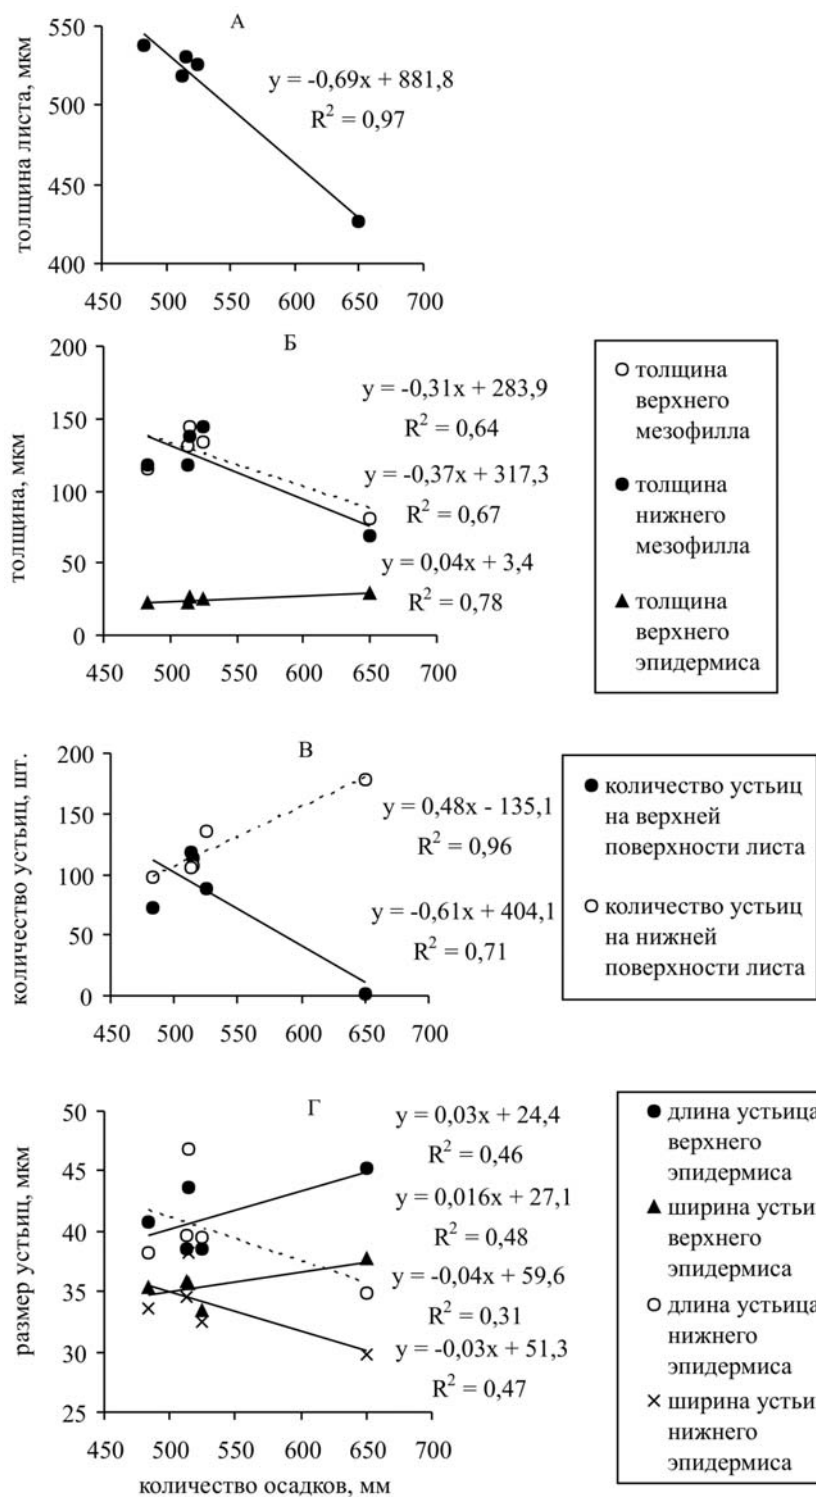 А
550
500
450
400
толщина листа, мкм
y = -0,69x + 881,8
R² = 0,97
450 500 550 600 650 700
Б
200
150
100
50
0
толщина, мкм
y = -0,31x + 283,9
R² = 0,64
y = -0,37x + 317,3
R² = 0,67
y = 0,04x + 3,4
R² = 0,78
450 500 550 600 650 700
толщина
верхнего
мезофилла
толщина
нижнего
мезофилла
толщина
верхнего
эпидермиса
В
200
150
100
50
0
количество устьиц, шт.
y = 0,48x - 135,1
R² = 0,96
y = -0,61x + 404,1
R² = 0,71
450 500 550 600 650 700
количество устьиц
на верхней
поверхности листа
количество устьиц
на нижней
поверхности листа
Г
50
45
40
35
30
25
размер устьиц, мкм
y = 0,03x + 24,4
R² = 0,46
y = 0,016x + 27,1
R² = 0,48
y = -0,04x + 59,6
R² = 0,31
y = -0,03x + 51,3
R² = 0,47
450 500 550 600 650 700
количество осадков, мм
длина устьица
верхнего
эпидермиса
ширина устьи
верхнего
эпидермиса
длина устьица
нижнего
эпидермиса
ширина устьи
нижнего
эпидермиса